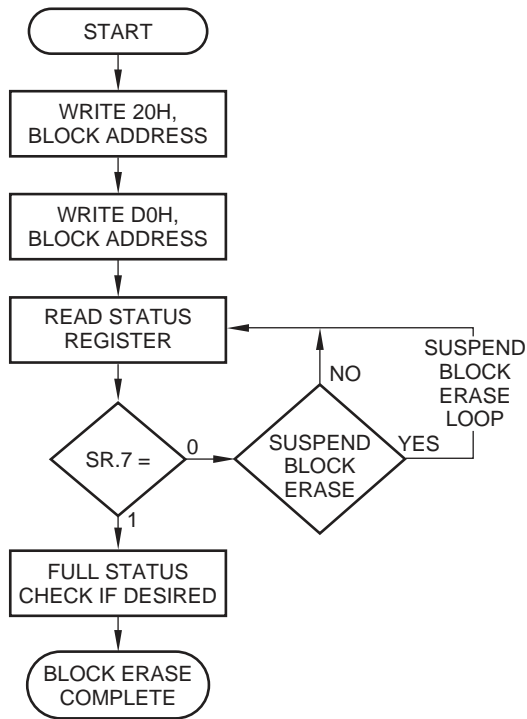 START
WRITE 20H,
BLOCK ADDRESS
WRITE D0H,
BLOCK ADDRESS
READ STATUS
REGISTER
SUSPEND
BLOCK
ERASE
LOOP
NO
SR.7 =
0
SUSPEND
BLOCK
ERASE
YES
1
FULL STATUS
CHECK IF DESIRED
BLOCK ERASE
COMPLETE